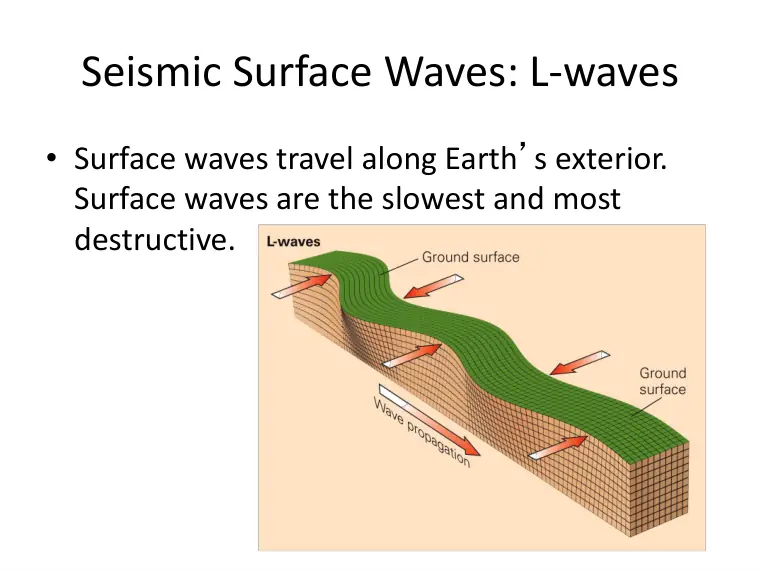 Seismic Surface Waves: L-waves
• Surface waves travel along Earth’s exterior.
Surface waves are the slowest and most
destructive.
L-waves
Ground surface
Ground
surface
Wave propagation